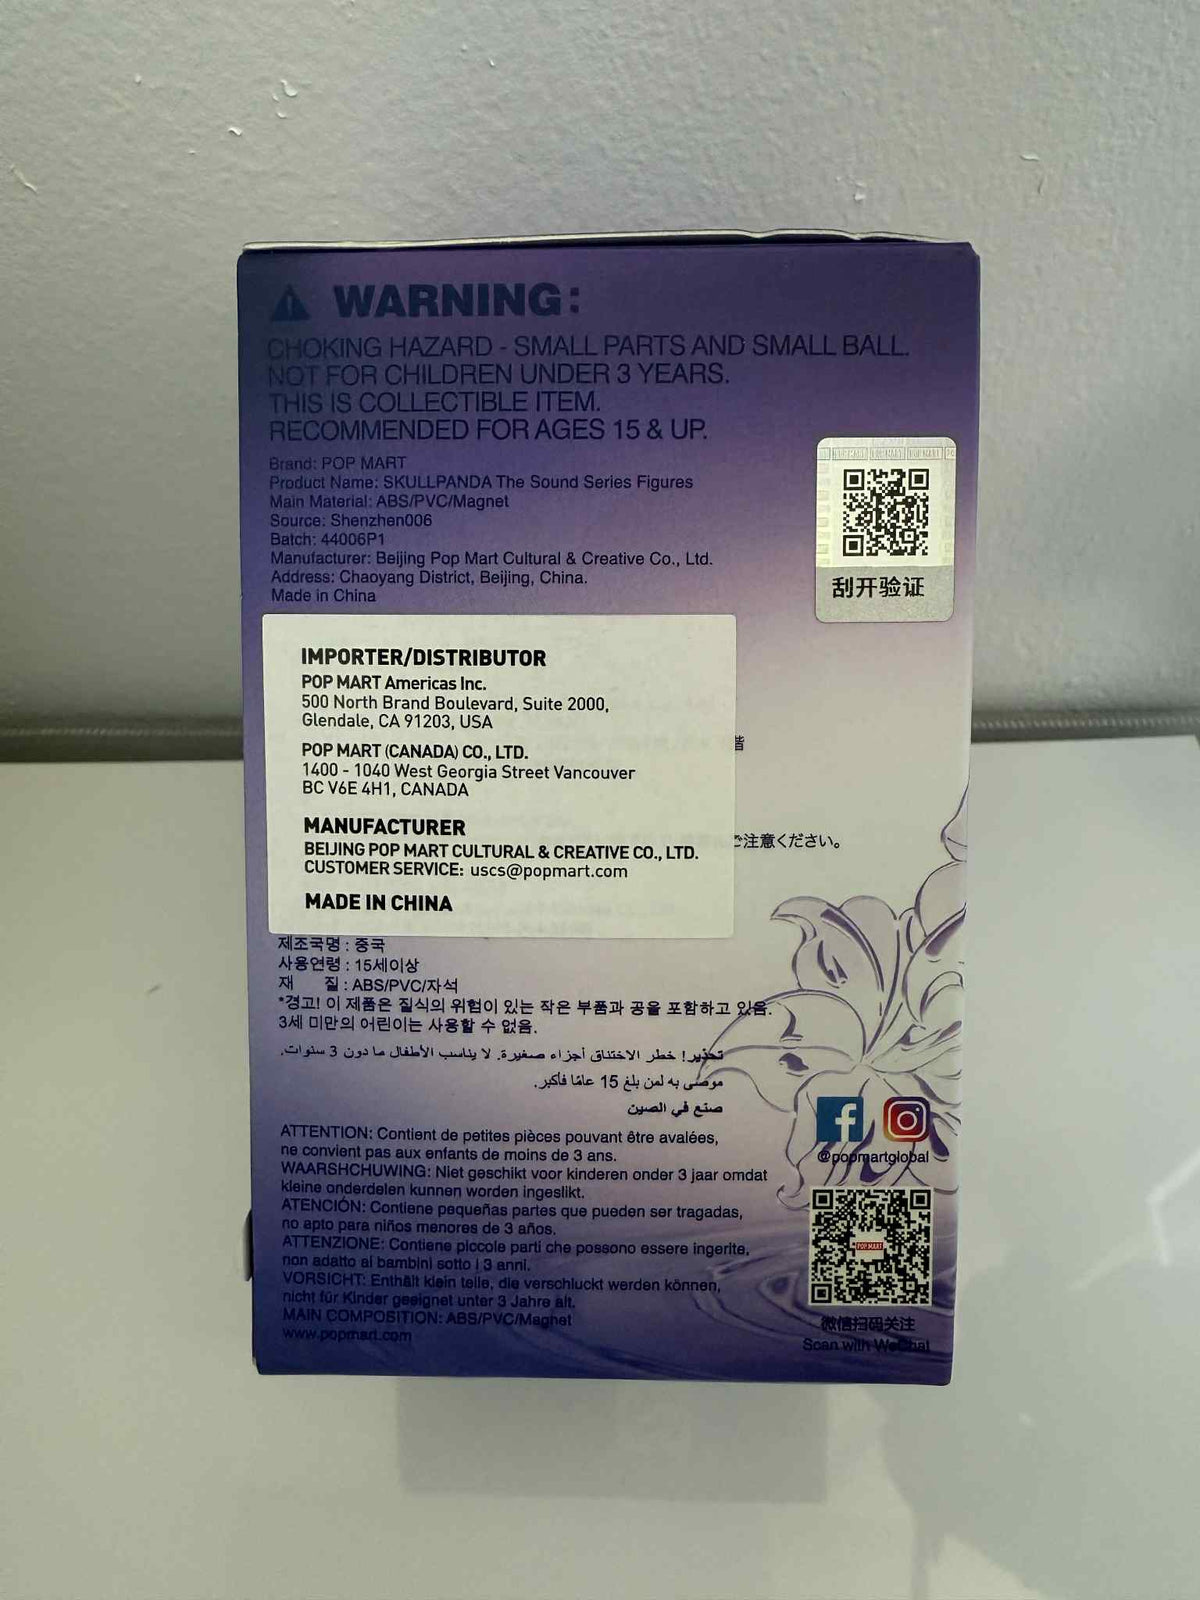 WARNING:
CHOKING HAZARD - SMALL PARTS AND SMALL BALL.
NOT FOR CHILDREN UNDER 3 YEARS.
THIS IS COLLECTIBLE ITEM.
RECOMMENDED FOR AGES 15 & UP.
Brand: POP MART
Product Name: SKULLPANDA The Sound Series Figures
Main Material: ABS/PVC/Magnet
Source: Shenzhen006
Batch: 44006P1
Manufacturer: Beijing Pop Mart Cultural & Creative Co., Ltd.
Address: Chaoyang District, Beijing, China.
Made in China
刮开验证
IMPORTER/DISTRIBUTOR
POP MART Americas Inc.
500 North Brand Boulevard, Suite 2000,
Glendale, CA 91203, USA
POP MART (CANADA) CO., LTD.
1400 - 1040 West Georgia Street Vancouver
BC V6E 4H1, CANADA
MANUFACTURER
BEIJING POP MART CULTURAL & CREATIVE CO., LTD.
CUSTOMER SERVICE: uscs@popmart.com
MADE IN CHINA
階
ご注意ください。
제조국명 : 중국
사용연령 : 15세이상
재 질 : ABS/PVC/자석
*경고! 이 제품은 질식의 위험이 있는 작은 부품과 공을 포함하고 있음.
3세 미만의 어린이는 사용할 수 없음.
تحذير! خطر الاختناق أجزاء صغيرة. لا يناسب الأطفال ما دون 3 سنوات.
موصى به لمن بلغ 15 عامًا فأكبر.
صنع في الصين
ATTENTION: Contient de petites pièces pouvant être avalées,
ne convient pas aux enfants de moins de 3 ans.
WAARSHCHUWING: Niet geschikt voor kinderen onder 3 jaar omdat
kleine onderdelen kunnen worden ingeslikt.
ATENCIÓN: Contiene pequeñas partes que pueden ser tragadas,
no apto para niños menores de 3 años.
ATTENZIONE: Contiene piccole parti che possono essere ingerite,
non adatto ai bambini sotto i 3 anni.
VORSICHT: Enthält klein teile, die verschluckt werden können,
nicht für Kinder geeignet unter 3 Jahre alt.
MAIN COMPOSITION: ABS/PVC/Maghet
www.popmart.com
@popmartglobal
POP MART
微信扫码关注
Scan with WeChat